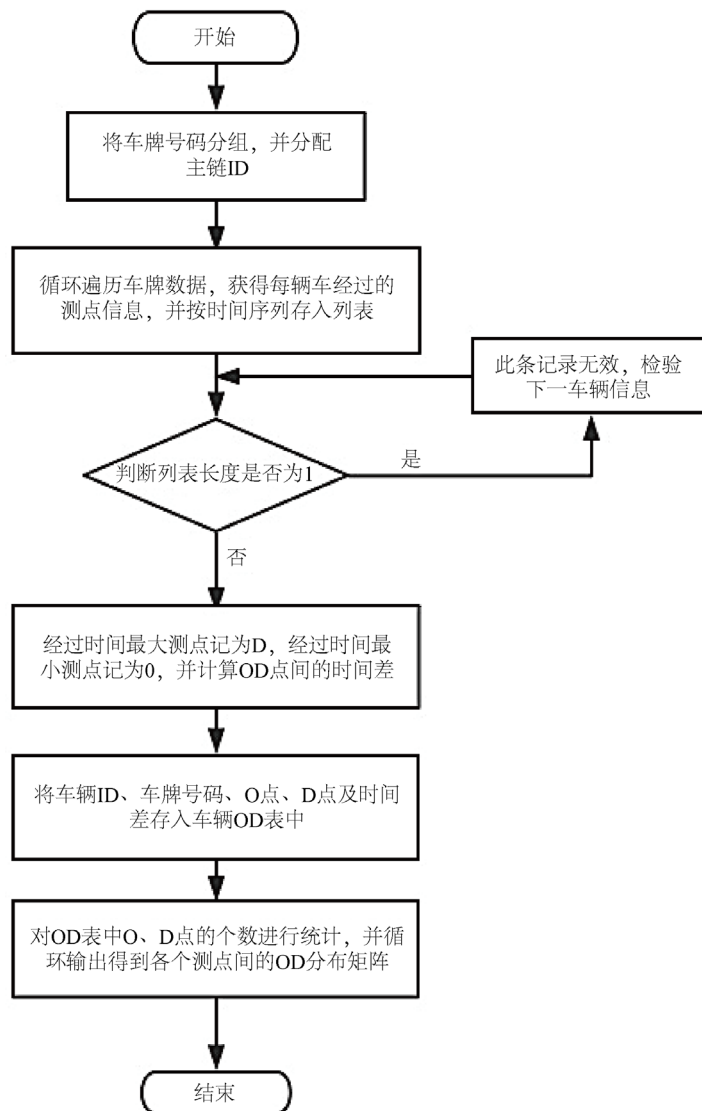 开始
将车牌号码分组，并分配
主链ID
循环遍历车牌数据，获得每辆车经过的
测点信息，并按时间序列存入列表
此条记录无效，检验
下一车辆信息
判断列表长度是否为1
是
否
经过时间最大测点记为D，经过时间最
小测点记为0，并计算OD点间的时间差
将车辆ID、车牌号码、O点、D点及时间
差存入车辆OD表中
对OD表中O、D点的个数进行统计，并循
环输出得到各个测点间的OD分布矩阵
结束